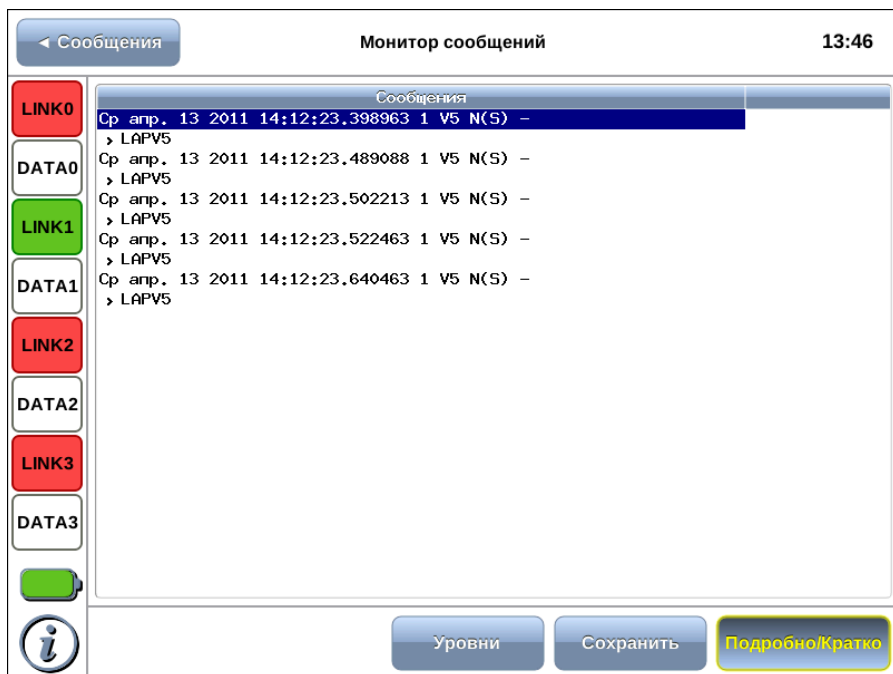 ◄ Сообщения
Монитор сообщений
13:46
LINK0
DATA0
LINK1
DATA1
LINK2
DATA2
LINK3
DATA3
Сообщения
Ср апр. 13 2011 14:12:23.398963 1 V5 N(S) –
› LAPV5
Ср апр. 13 2011 14:12:23.489088 1 V5 N(S) –
› LAPV5
Ср апр. 13 2011 14:12:23.502213 1 V5 N(S) –
› LAPV5
Ср апр. 13 2011 14:12:23.522463 1 V5 N(S) –
› LAPV5
Ср апр. 13 2011 14:12:23.640463 1 V5 N(S) –
› LAPV5
i
Уровни
Сохранить
Подробно/Кратко